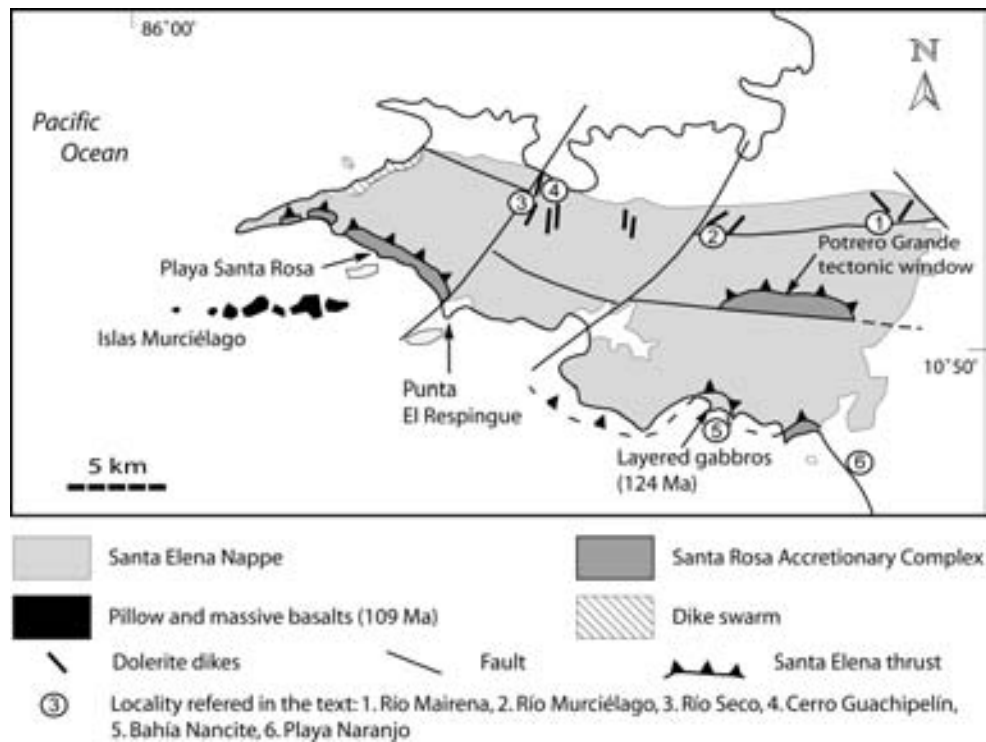 86°00'
N
Pacific
Ocean
3
4
2
1
Potrero Grande
tectonic window
Playa Santa Rosa
Islas Murciélago
10°50'
Punta
El Respingue
5
Layered gabbros
(124 Ma)
6
5 km
Santa Elena Nappe
Santa Rosa Accretionary Complex
Pillow and massive basalts (109 Ma)
Dike swarm
Dolerite dikes
Fault
Santa Elena thrust
3 Locality refered in the text: 1. Río Mairena, 2. Río Murciélago, 3. Río Seco, 4. Cerro Guachipelín,
5. Bahía Nancite, 6. Playa Naranjo